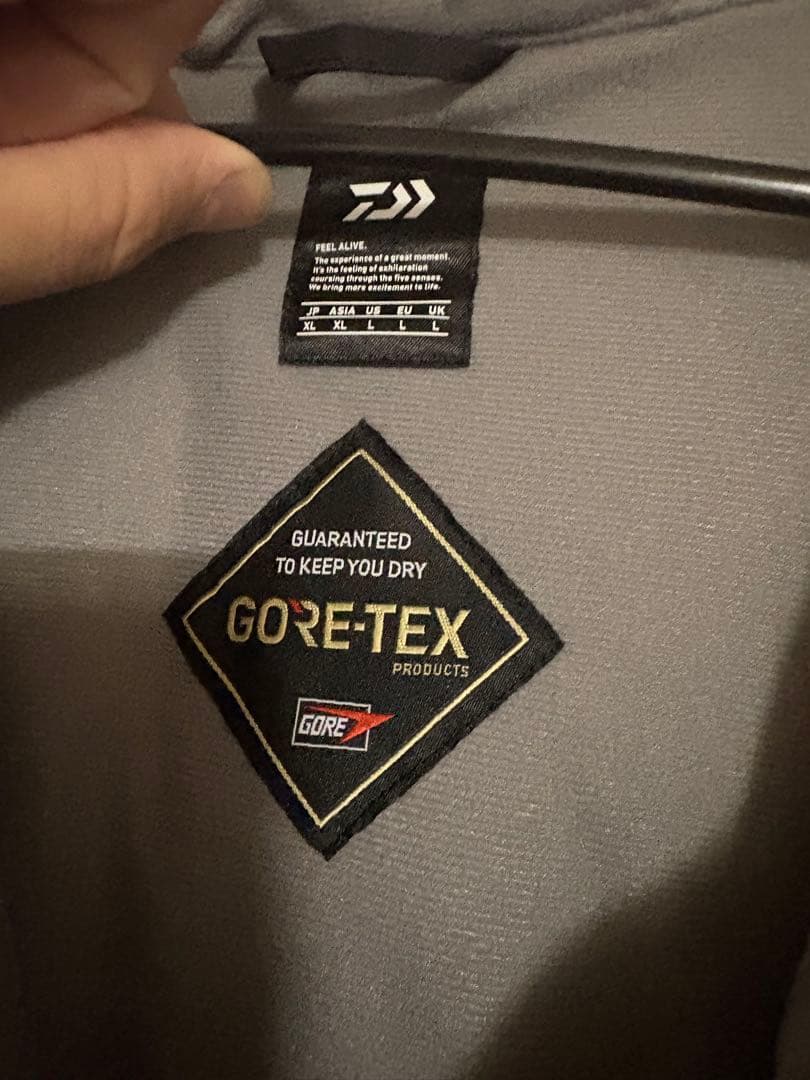 FEEL ALIVE.
The experience of a great moment,
it's the feeling of exhilaration
coursing through the five senses.
We bring more excitement to life.
JP ASIA US EU UK
XL XL L L L
GUARANTEED
TO KEEP YOU DRY
GORE-TEX
PRODUCTS
GORE